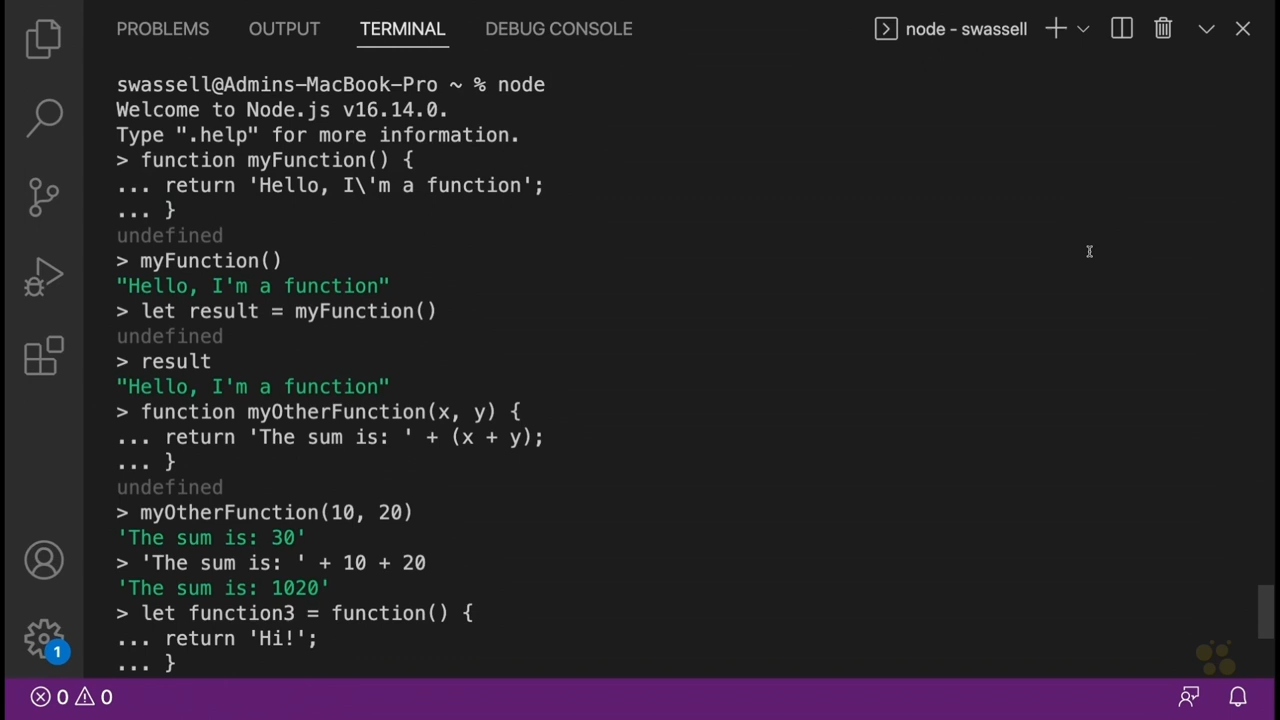 PROBLEMS OUTPUT TERMINAL DEBUG CONSOLE node - swassell
swassell@Admins-MacBook-Pro ~ % node
Welcome to Node.js v16.14.0.
Type ".help" for more information.
> function myFunction() {
... return 'Hello, I\'m a function';
... }
undefined
> myFunction()
"Hello, I'm a function"
> let result = myFunction()
undefined
> result
"Hello, I'm a function"
> function myOtherFunction(x, y) {
... return 'The sum is: ' + (x + y);
... }
undefined
> myOtherFunction(10, 20)
'The sum is: 30'
> 'The sum is: ' + 10 + 20
'The sum is: 1020'
> let function3 = function() {
... return 'Hi!';
... }
1
0 0